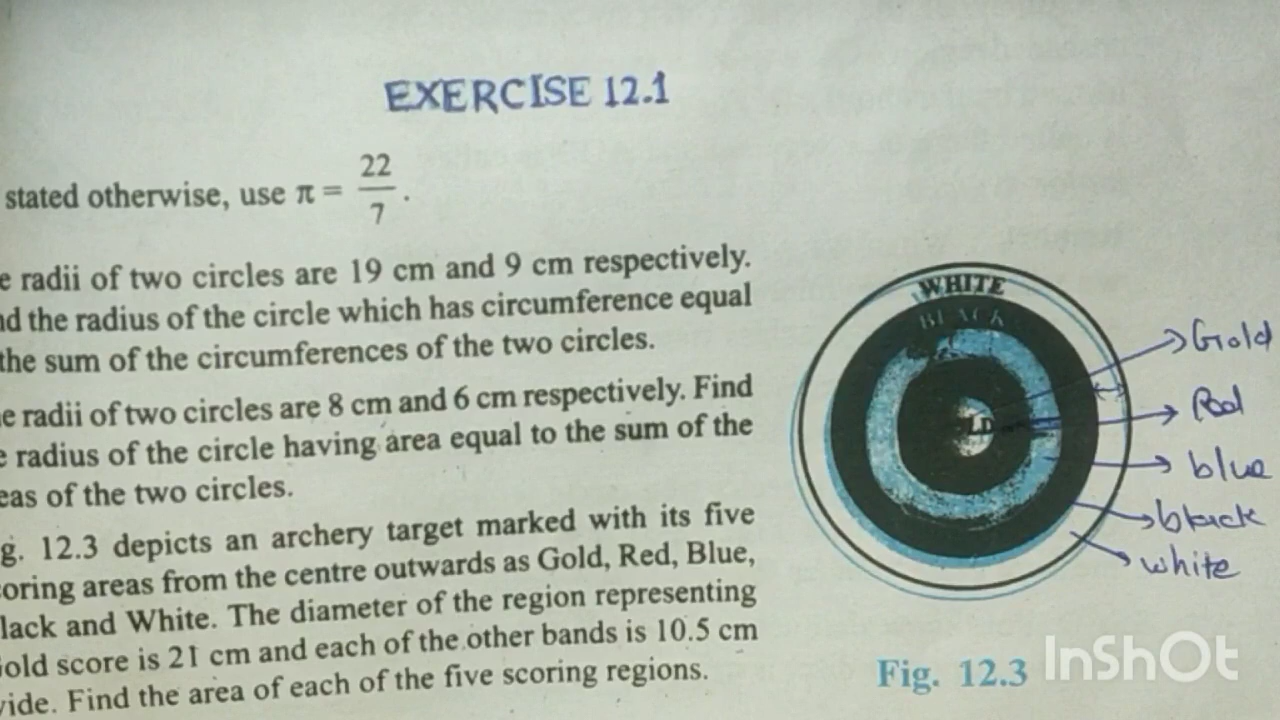 EXERCISE 12.1
stated otherwise, use π = 22/7 .
e radii of two circles are 19 cm and 9 cm respectively.
nd the radius of the circle which has circumference equal
the sum of the circumferences of the two circles.
e radii of two circles are 8 cm and 6 cm respectively. Find
e radius of the circle having area equal to the sum of the
eas of the two circles.
g. 12.3 depicts an archery target marked with its five
coring areas from the centre outwards as Gold, Red, Blue,
lack and White. The diameter of the region representing
old score is 21 cm and each of the other bands is 10.5 cm
vide. Find the area of each of the five scoring regions.
WHITE
BLACK
LD
Gold
Red
blue
black
white
Fig. 12.3
InShOt